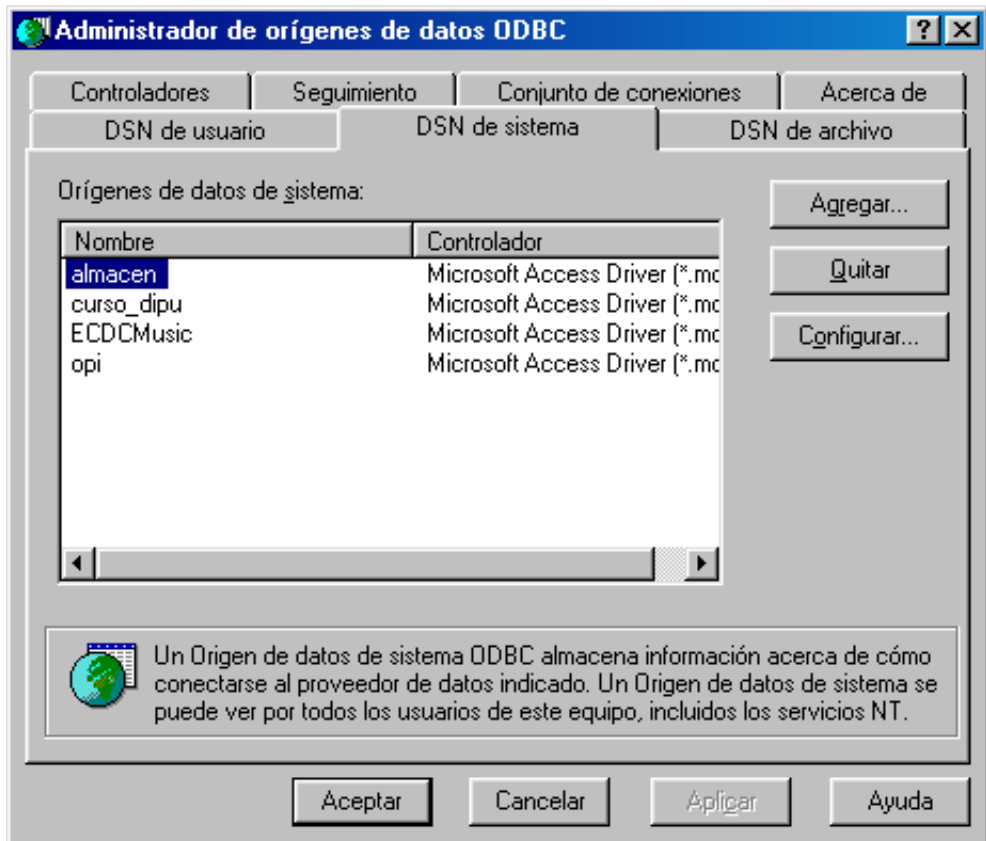 Administrador de orígenes de datos ODBC
Controladores Seguimiento Conjunto de conexiones Acerca de
DSN de usuario DSN de sistema DSN de archivo
Orígenes de datos de sistema:
Agregar...
Nombre Controlador
almacen Microsoft Access Driver (*.mc
Quitar
curso_dipu Microsoft Access Driver (*.mc
ECDCMusic Microsoft Access Driver (*.mc
Configurar...
opi Microsoft Access Driver (*.mc
Un Origen de datos de sistema ODBC almacena información acerca de cómo
conectarse al proveedor de datos indicado. Un Origen de datos de sistema se
puede ver por todos los usuarios de este equipo, incluidos los servicios NT.
Aceptar Cancelar Aplicar Ayuda